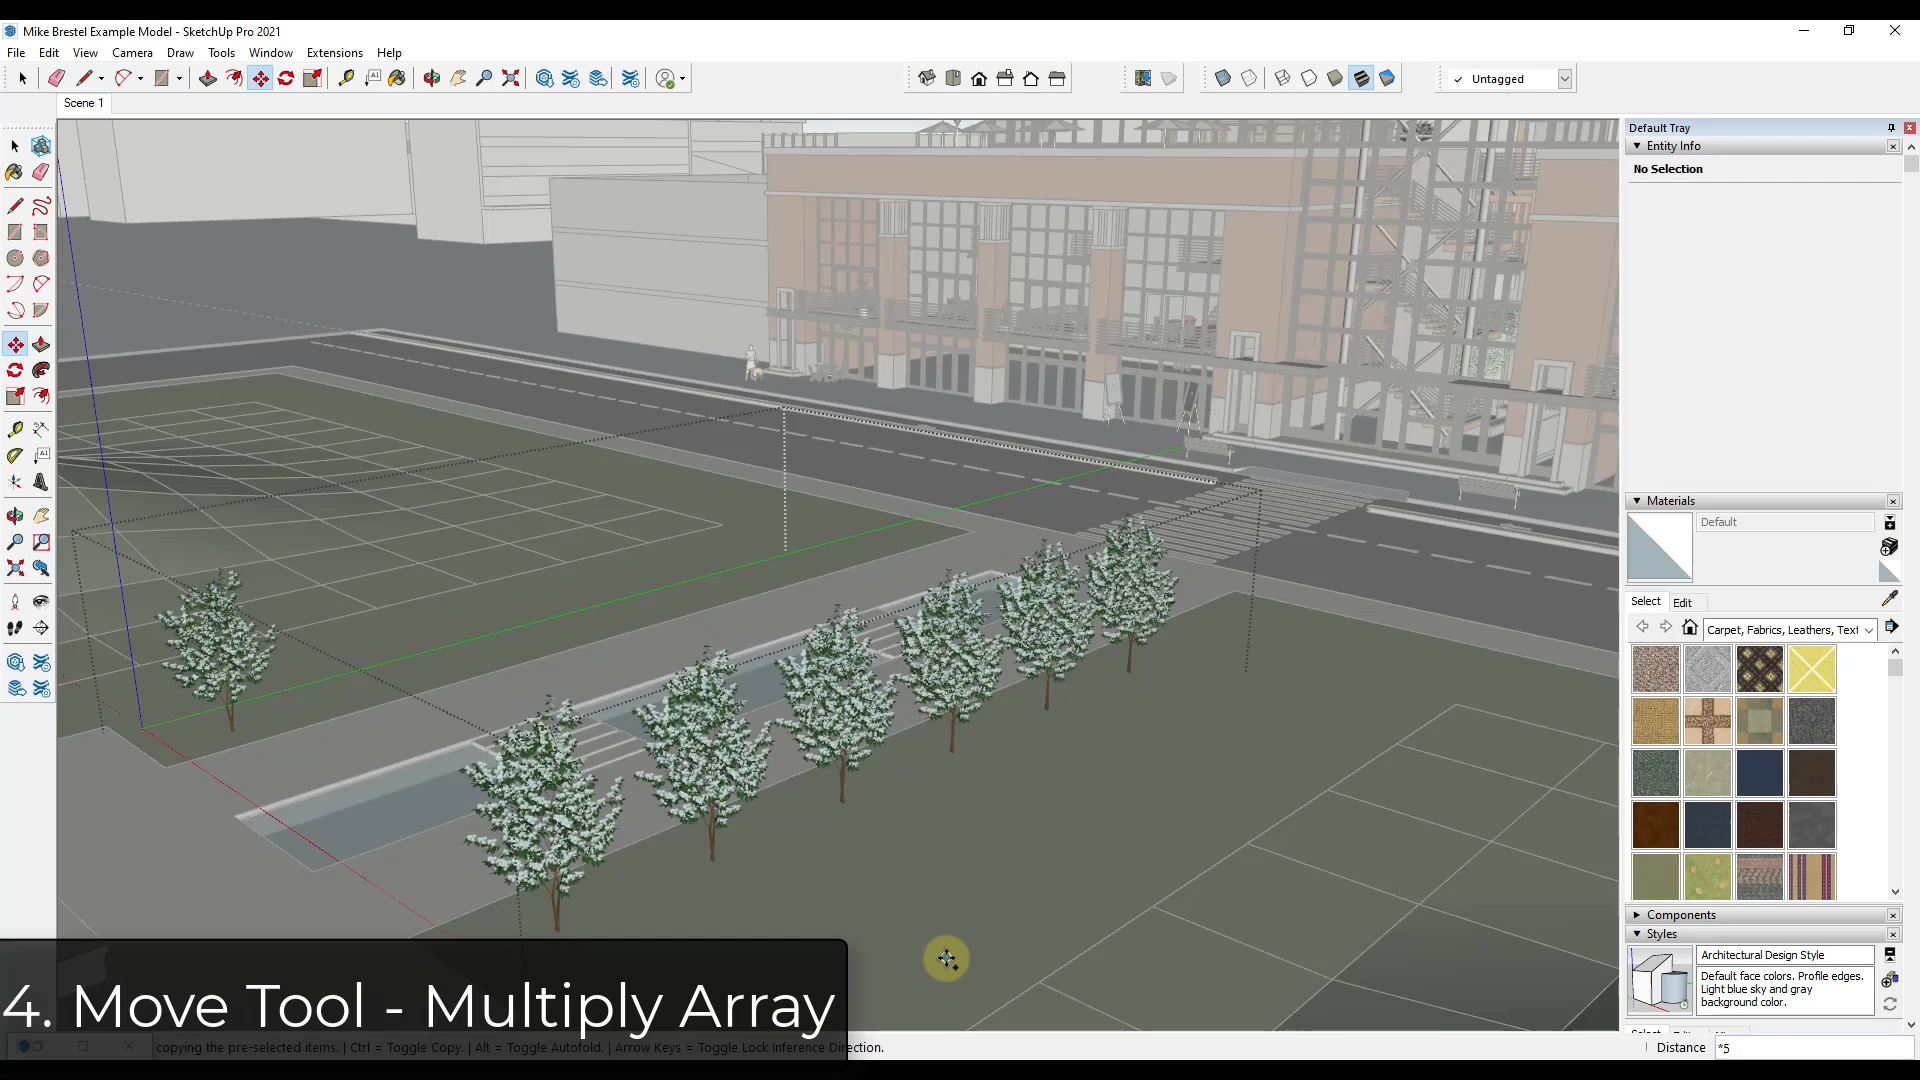 Mike Brestel Example Model - SketchUp Pro 2021
File Edit View Camera Draw Tools Window Extensions Help
Untagged
Scene 1
Default Tray
Entity Info
No Selection
Materials
Default
Select Edit
Carpet, Fabrics, Leathers, Text
Components
Styles
Architectural Design Style
Default face colors. Profile edges.
Light blue sky and gray
background color.
4. Move Tool - Multiply Array
copying the pre-selected items. | Ctrl = Toggle Copy. | Alt = Toggle Autofold. | Arrow Keys = Toggle Lock Inference Direction.
Distance *5